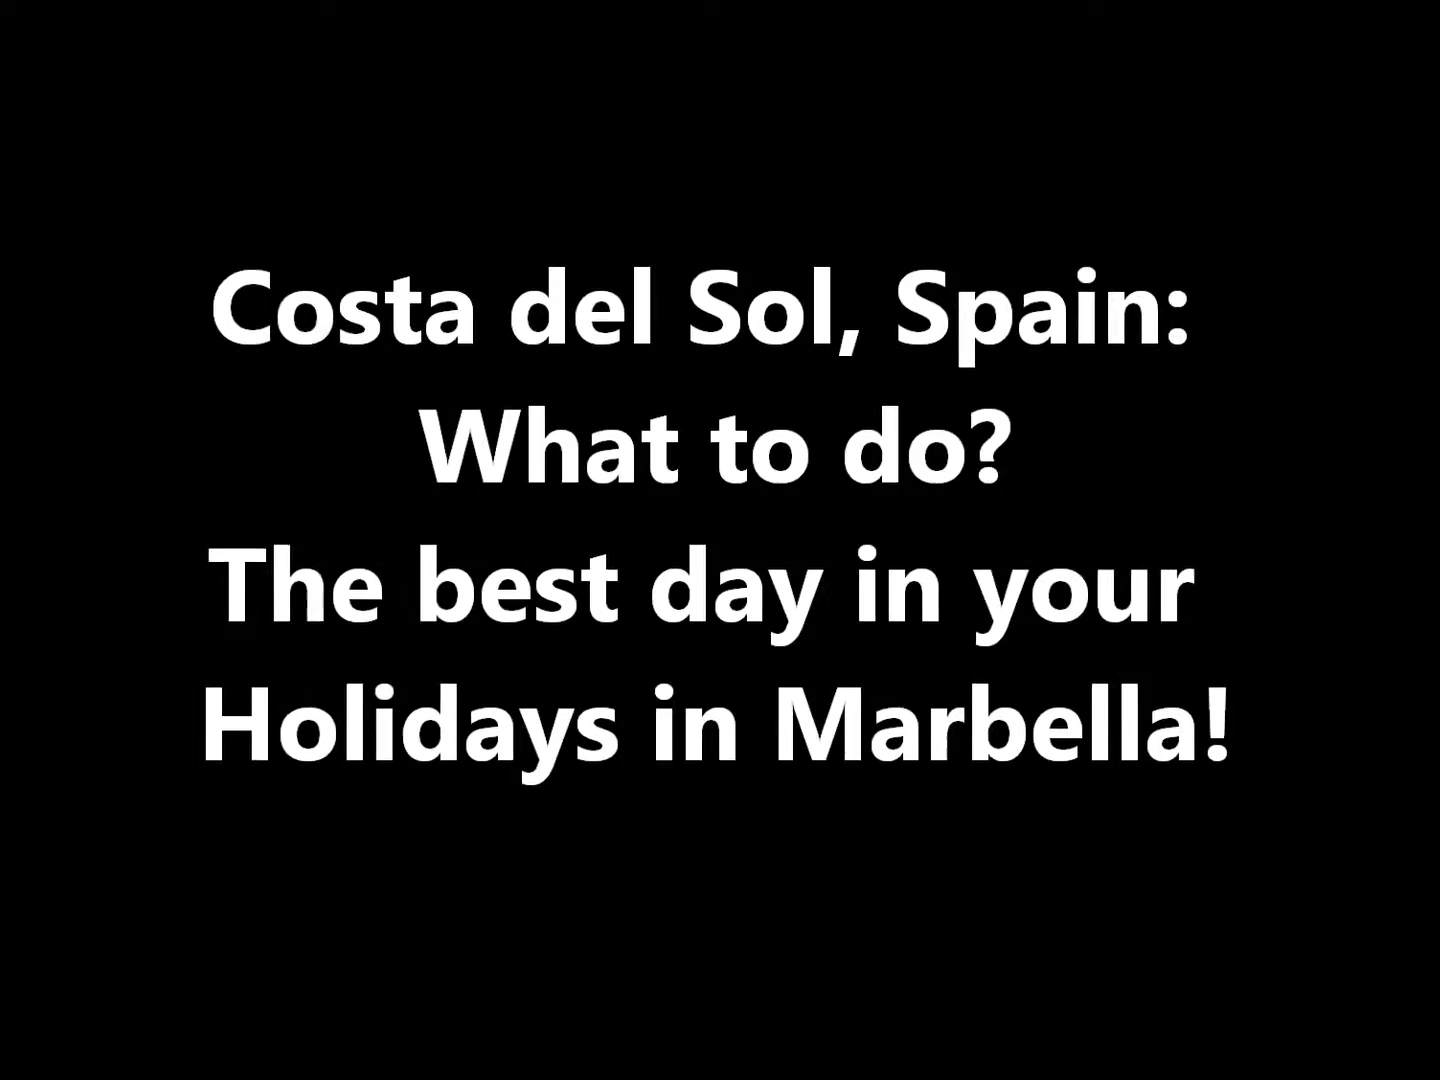 Costa del Sol, Spain:
What to do?
The best day in your
Holidays in Marbella!